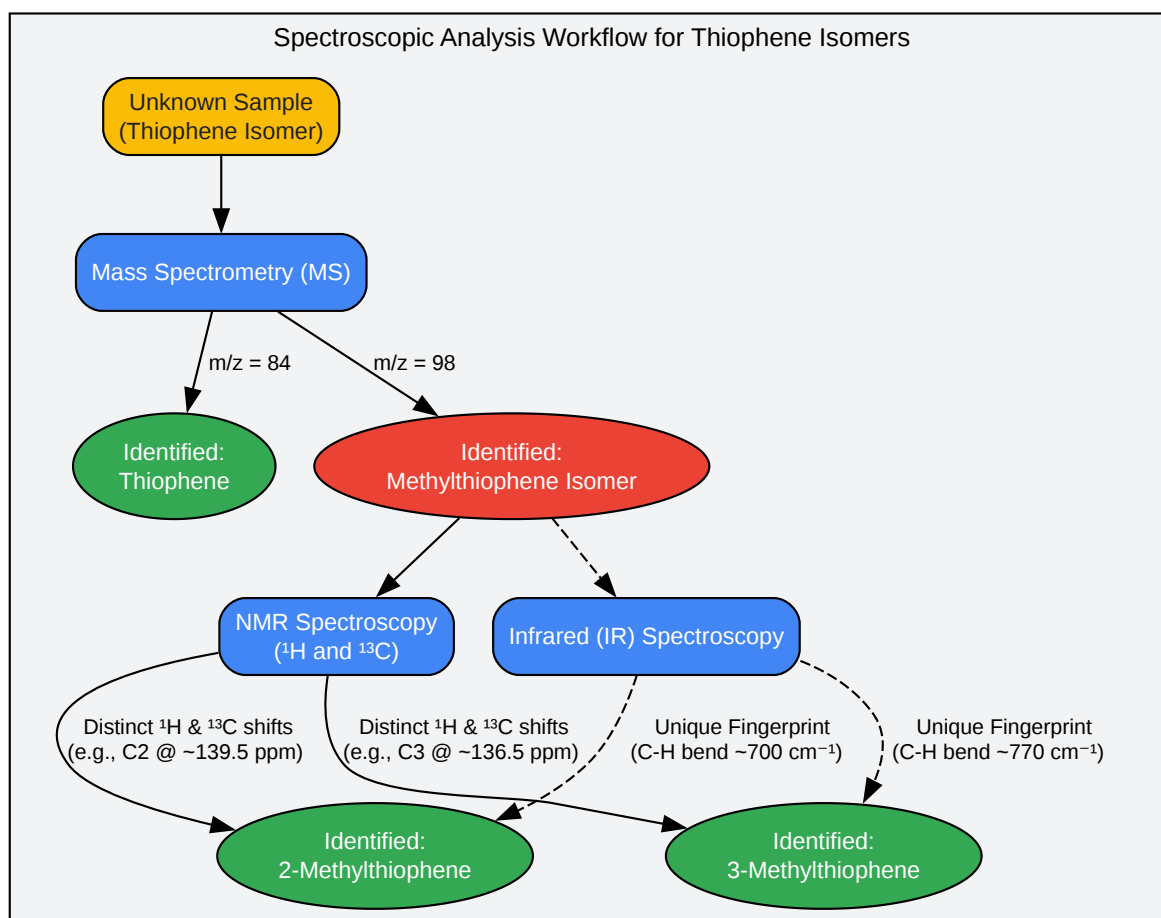 Spectroscopic Analysis Workflow for Thiophene Isomers
Unknown Sample
(Thiophene Isomer)
Mass Spectrometry (MS)
m/z = 84
m/z = 98
Identified:
Thiophene
Identified:
Methylthiophene Isomer
NMR Spectroscopy
(¹H and ¹³C)
Infrared (IR) Spectroscopy
Distinct ¹H & ¹³C shifts
(e.g., C2 @ ~139.5 ppm)
Distinct ¹H & ¹³C shifts
(e.g., C3 @ ~136.5 ppm)
Unique Fingerprint
(C-H bend ~700 cm⁻¹)
Unique Fingerprint
(C-H bend ~770 cm⁻¹)
Identified:
2-Methylthiophene
Identified:
3-Methylthiophene